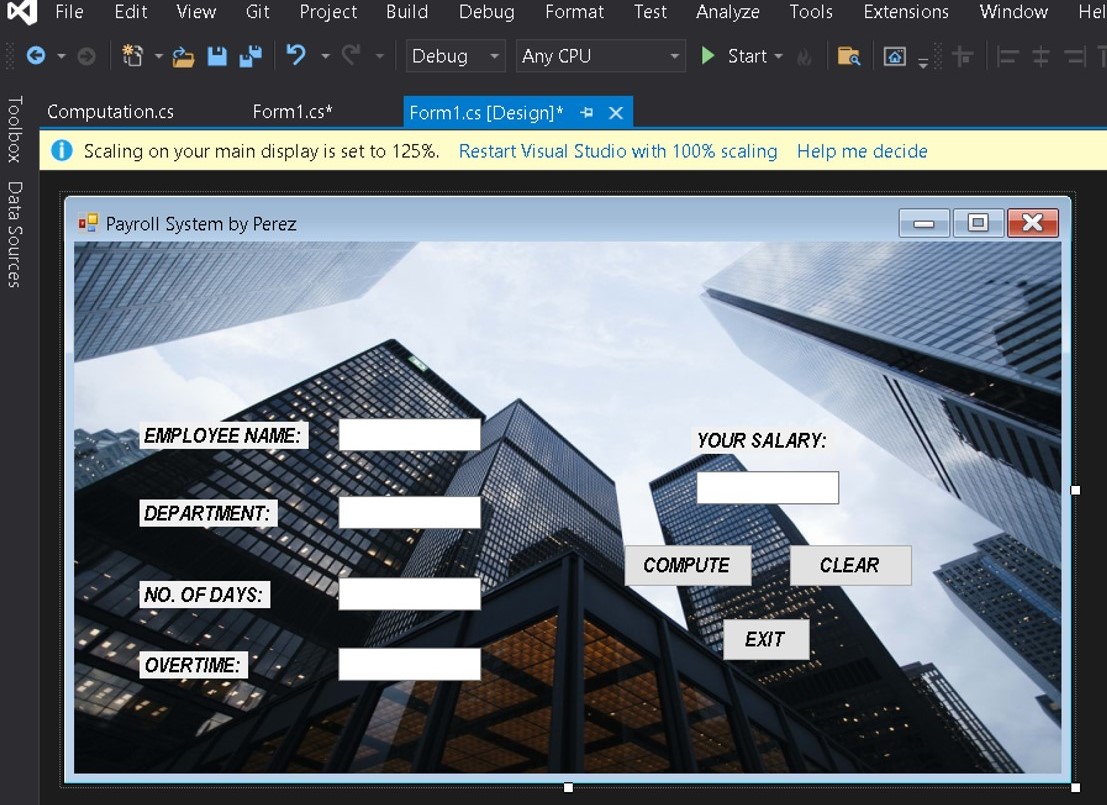 File Edit View Git Project Build Debug Format Test Analyze Tools Extensions Window Hel
Debug Any CPU Start
Computation.cs Form1.cs* Form1.cs [Design]*
Scaling on your main display is set to 125%. Restart Visual Studio with 100% scaling Help me decide
Toolbox
Data Sources
Payroll System by Perez
EMPLOYEE NAME:
YOUR SALARY:
DEPARTMENT:
COMPUTE CLEAR
NO. OF DAYS:
EXIT
OVERTIME: